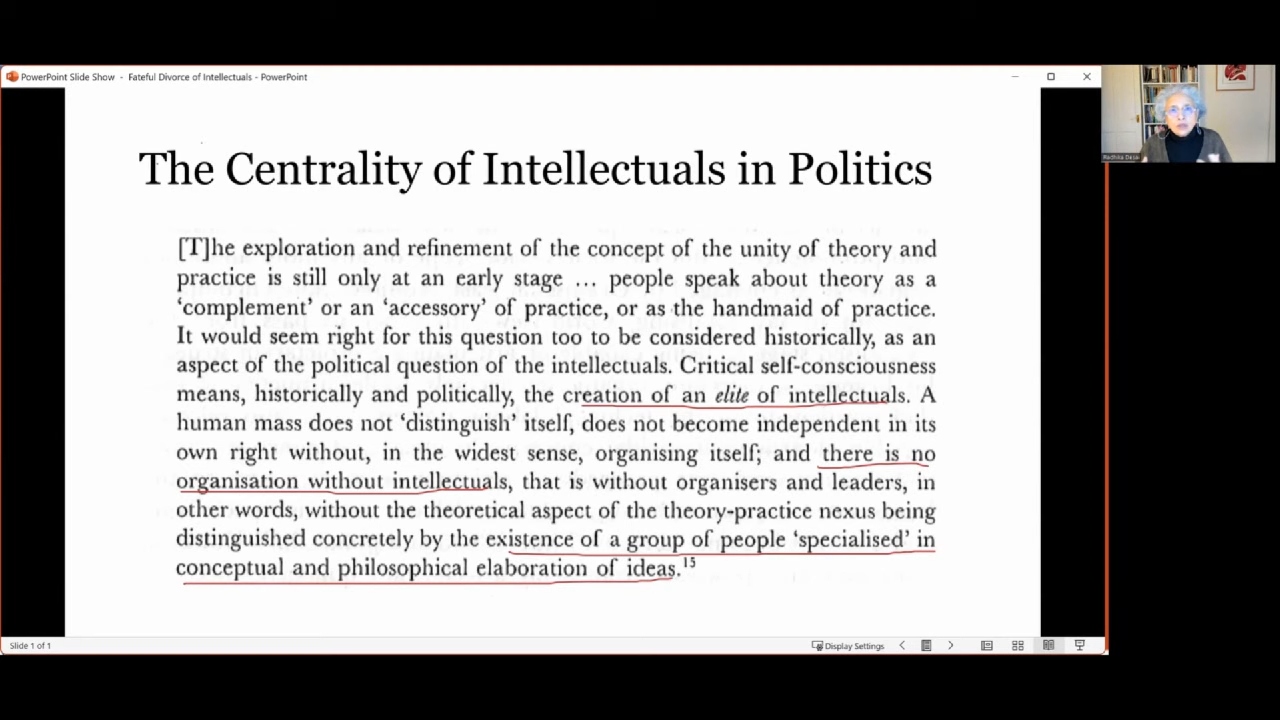 PowerPoint Slide Show - Fateful Divorce of Intellectuals - PowerPoint
The Centrality of Intellectuals in Politics
[T]he exploration and refinement of the concept of the unity of theory and
practice is still only at an early stage … people speak about theory as a
‘complement’ or an ‘accessory’ of practice, or as the handmaid of practice.
It would seem right for this question too to be considered historically, as an
aspect of the political question of the intellectuals. Critical self-consciousness
means, historically and politically, the creation of an elite of intellectuals. A
human mass does not ‘distinguish’ itself, does not become independent in its
own right without, in the widest sense, organising itself; and there is no
organisation without intellectuals, that is without organisers and leaders, in
other words, without the theoretical aspect of the theory-practice nexus being
distinguished concretely by the existence of a group of people ‘specialised’ in
conceptual and philosophical elaboration of ideas.15
Radhika Desai
Slide 1 of 1
Display Settings